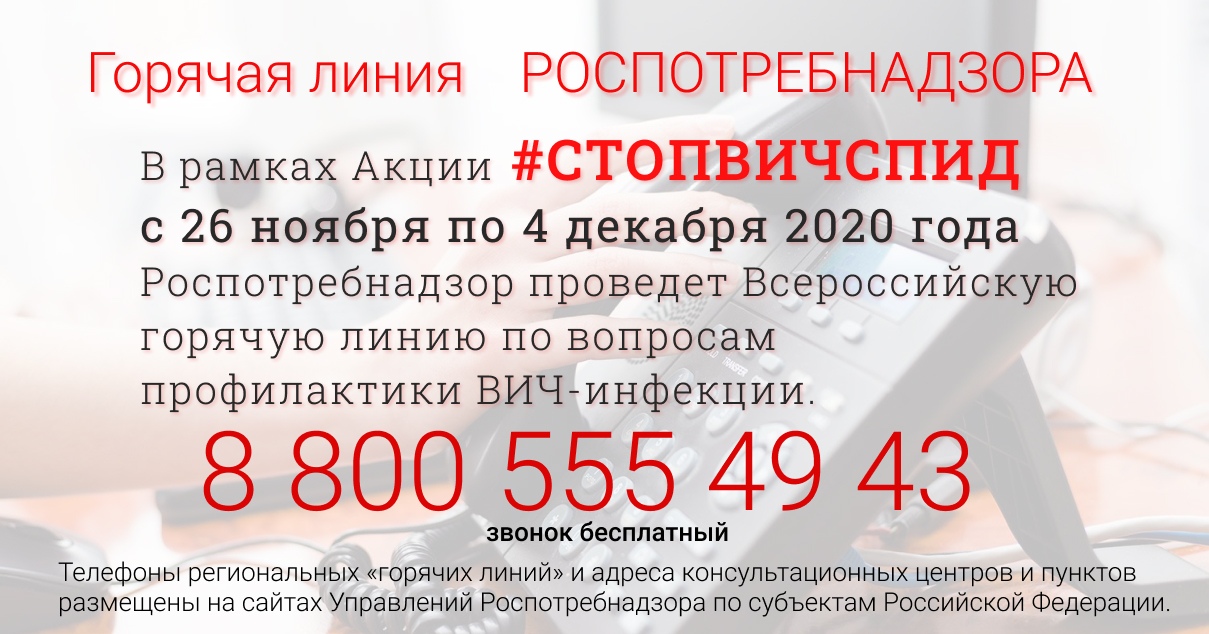 Горячая линия РОСПОТРЕБНАДЗОРА
В рамках Акции #СТОПВИЧСПИД
с 26 ноября по 4 декабря 2020 года
Роспотребнадзор проведет Всероссийскую
горячую линию по вопросам
профилактики ВИЧ-инфекции.
8 800 555 49 43
звонок бесплатный
Телефоны региональных «горячих линий» и адреса консультационных центров и пунктов
размещены на сайтах Управлений Роспотребнадзора по субъектам Российской Федерации.